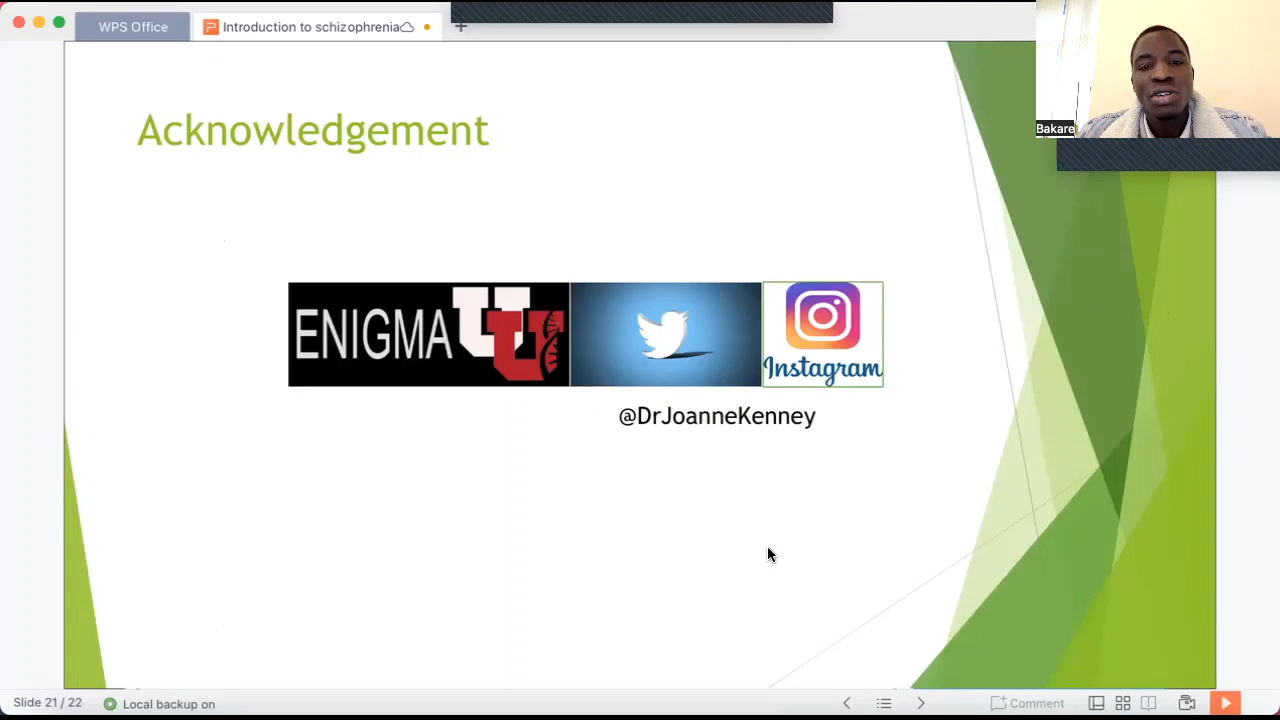 WPS Office
Introduction to schizophrenia
Bakare
Acknowledgement
ENIGMA
Instagram
@DrJoanneKenney
Slide 21 / 22
Local backup on
Comment